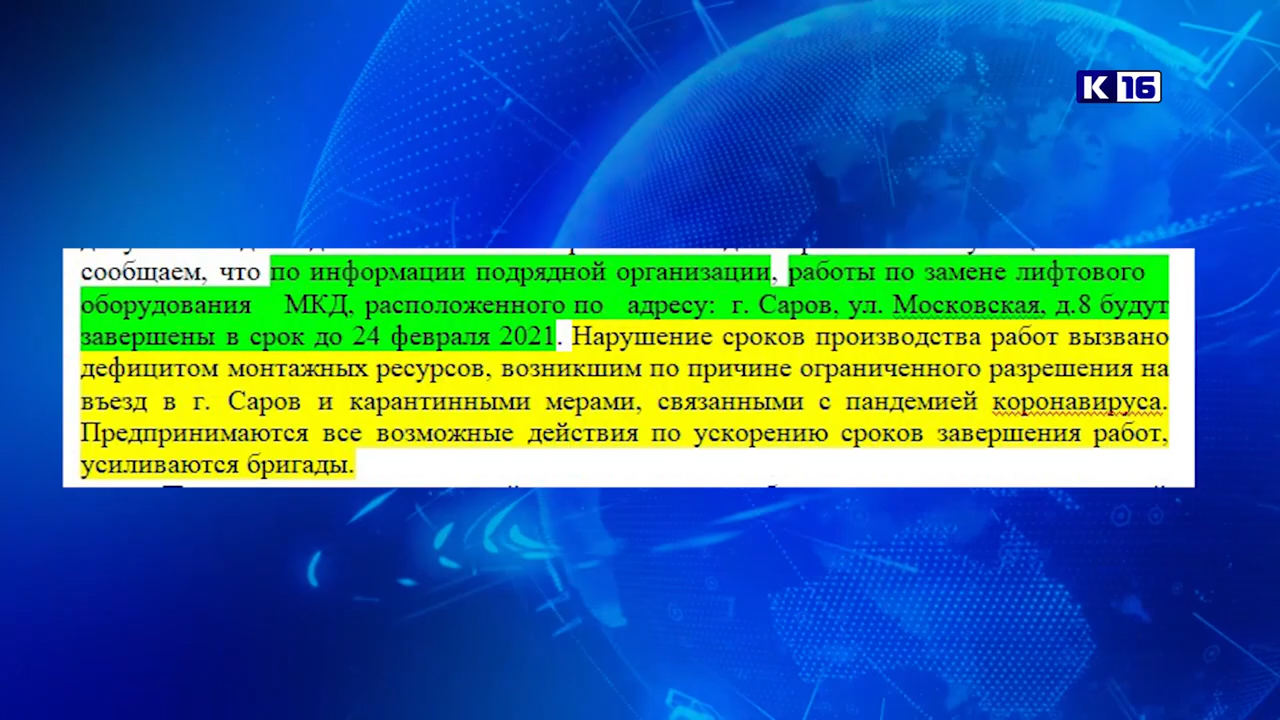 К 16
сообщаем, что по информации подрядной организации, работы по замене лифтового
оборудования МКД, расположенного по адресу: г. Саров, ул. Московская, д.8 будут
завершены в срок до 24 февраля 2021. Нарушение сроков производства работ вызвано
дефицитом монтажных ресурсов, возникшим по причине ограниченного разрешения на
въезд в г. Саров и карантинными мерами, связанными с пандемией коронавируса.
Предпринимаются все возможные действия по ускорению сроков завершения работ,
усиливаются бригады.